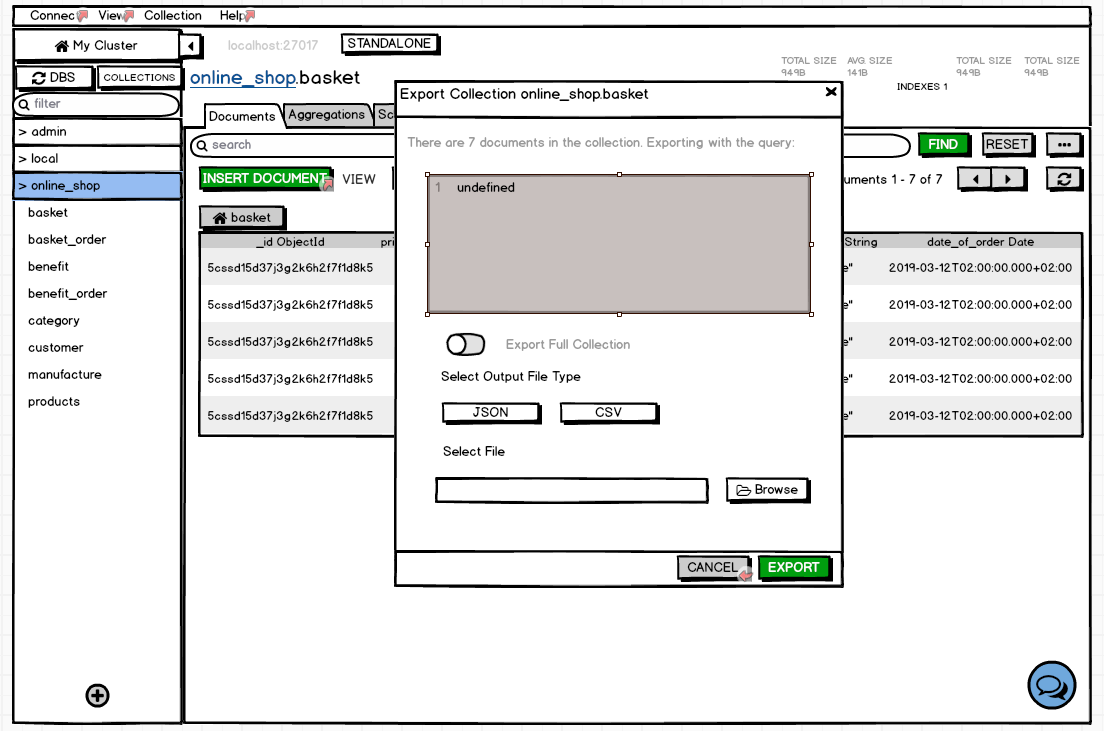 Connec View Collection Help
My Cluster
localhost:27017
STANDALONE
DBS
COLLECTIONS
online_shop.basket
TOTAL SIZE
949B
AVG. SIZE
141B
INDEXES 1
TOTAL SIZE
949B
TOTAL SIZE
949B
filter
> admin
> local
> online_shop
basket
basket_order
benefit
benefit_order
category
customer
manufacture
products
Documents
Aggregations
Sc
search
FIND
RESET
INSERT DOCUMENT
VIEW
uments 1 - 7 of 7
basket
_id ObjectId
pri
String
date_of_order Date
5cssd15d37j3g2k6h2f7f1d8k5
e"
2019-03-12T02:00:00.000+02:00
5cssd15d37j3g2k6h2f7f1d8k5
e"
2019-03-12T02:00:00.000+02:00
5cssd15d37j3g2k6h2f7f1d8k5
e"
2019-03-12T02:00:00.000+02:00
5cssd15d37j3g2k6h2f7f1d8k5
e"
2019-03-12T02:00:00.000+02:00
5cssd15d37j3g2k6h2f7f1d8k5
e"
2019-03-12T02:00:00.000+02:00
Export Collection online_shop.basket
There are 7 documents in the collection. Exporting with the query:
1 undefined
Export Full Collection
Select Output File Type
JSON
CSV
Select File
Browse
CANCEL
EXPORT